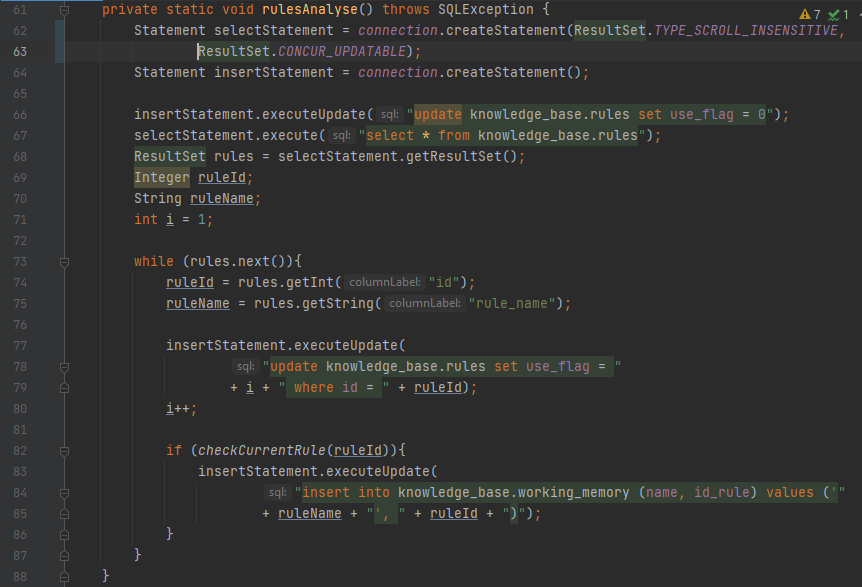 61 private static void rulesAnalyse() throws SQLException { 7 1
62 Statement selectStatement = connection.createStatement(ResultSet.TYPE_SCROLL_INSENSITIVE,
63 ResultSet.CONCUR_UPDATABLE);
64 Statement insertStatement = connection.createStatement();
65
66 insertStatement.executeUpdate( sql: "update knowledge_base.rules set use_flag = 0");
67 selectStatement.execute( sql: "select * from knowledge_base.rules");
68 ResultSet rules = selectStatement.getResultSet();
69 Integer ruleId;
70 String ruleName;
71 int i = 1;
72
73 while (rules.next()){
74 ruleId = rules.getInt( columnLabel: "id");
75 ruleName = rules.getString( columnLabel: "rule_name");
76
77 insertStatement.executeUpdate(
78 sql: "update knowledge_base.rules set use_flag = "
79 + i + " where id = " + ruleId);
80 i++;
81
82 if (checkCurrentRule(ruleId)){
83 insertStatement.executeUpdate(
84 sql: "insert into knowledge_base.working_memory (name, id_rule) values ('"
85 + ruleName + "', " + ruleId + ")");
86 }
87 }
88 }